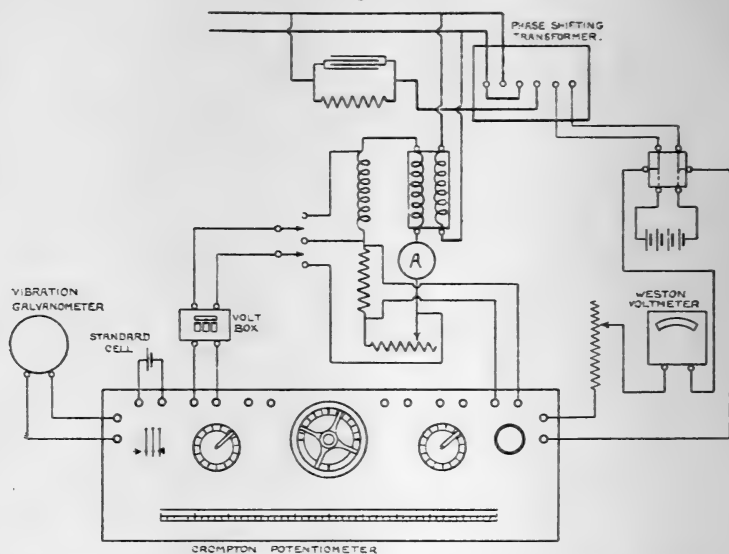 PHASE SHIFTING
TRANSFORMER.
A
VIBRATION
GALVANOMETER
VOLT
BOX
STANDARD
CELL
WESTON
VOLTMETER
CROMPTON POTENTIOMETER